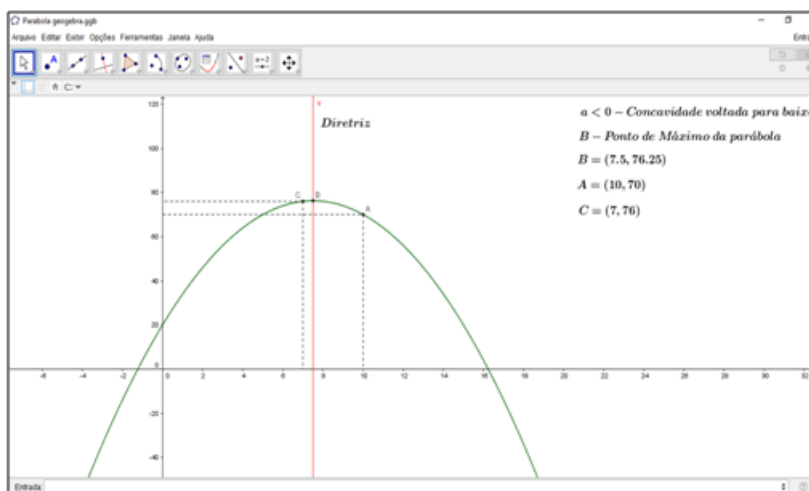 Parabola geogebra.ggb
Arquivo Editar Exibir Opções Ferramentas Janela Ajuda
a=2
120
Diretriz
a < 0 – Concavidade voltada para baixo
B – Ponto de Máximo da parábola
B = (7.5, 76.25)
A = (10, 70)
C = (7, 76)
100
80
C B
A
60
40
20
0
-6 -4 -2 0 2 4 6 8 10 12 14 16 18 20 22 24 26 28 30 32
-20
-40
Entrada: